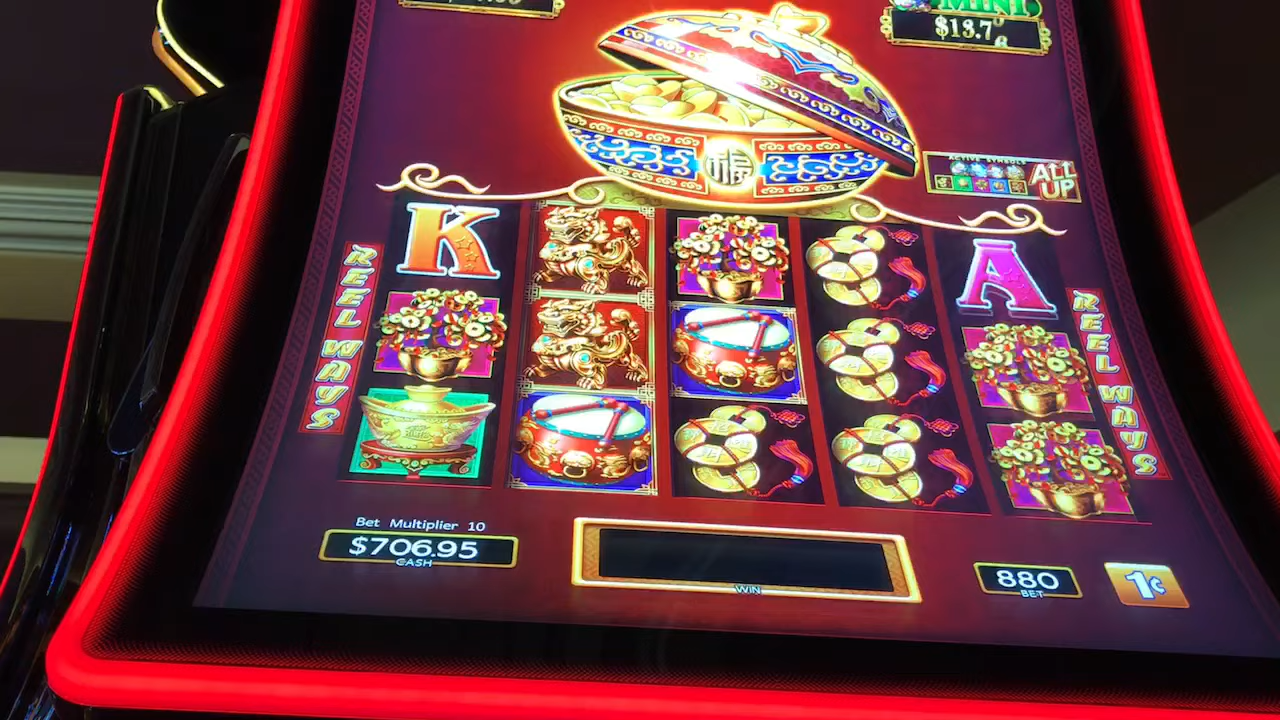 MINI
$13.7
福
ACTIVE SYMBOLS
ALL UP
K
A
REEL WAYS
REEL WAYS
Bet Multiplier 10
$706.95
CASH
WIN
880
BET
1¢